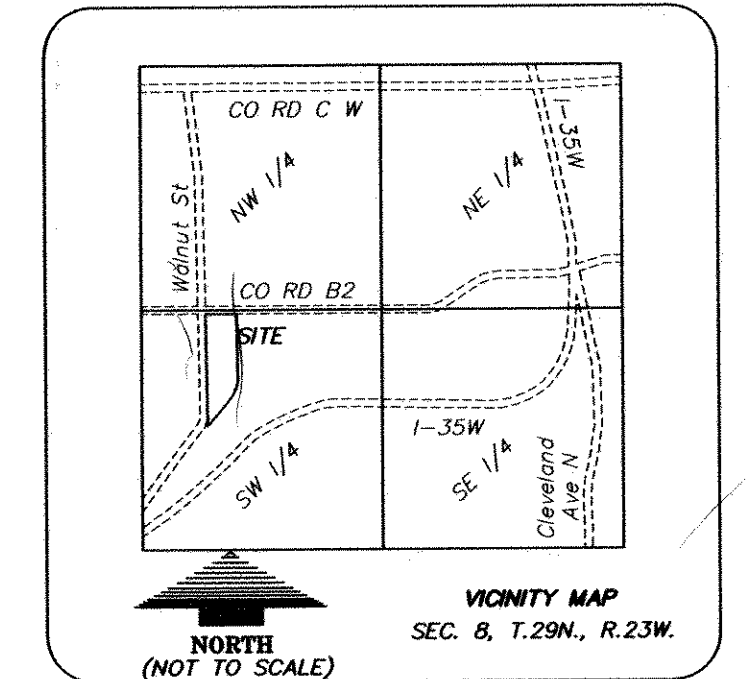 CO RD C W
I-35W
NW 1/4
NE 1/4
Walnut St
CO RD B2
SITE
I-35W
SW 1/4
SE 1/4
Cleveland
Ave N
NORTH
(NOT TO SCALE)
VICINITY MAP
SEC. 8, T.29N., R.23W.